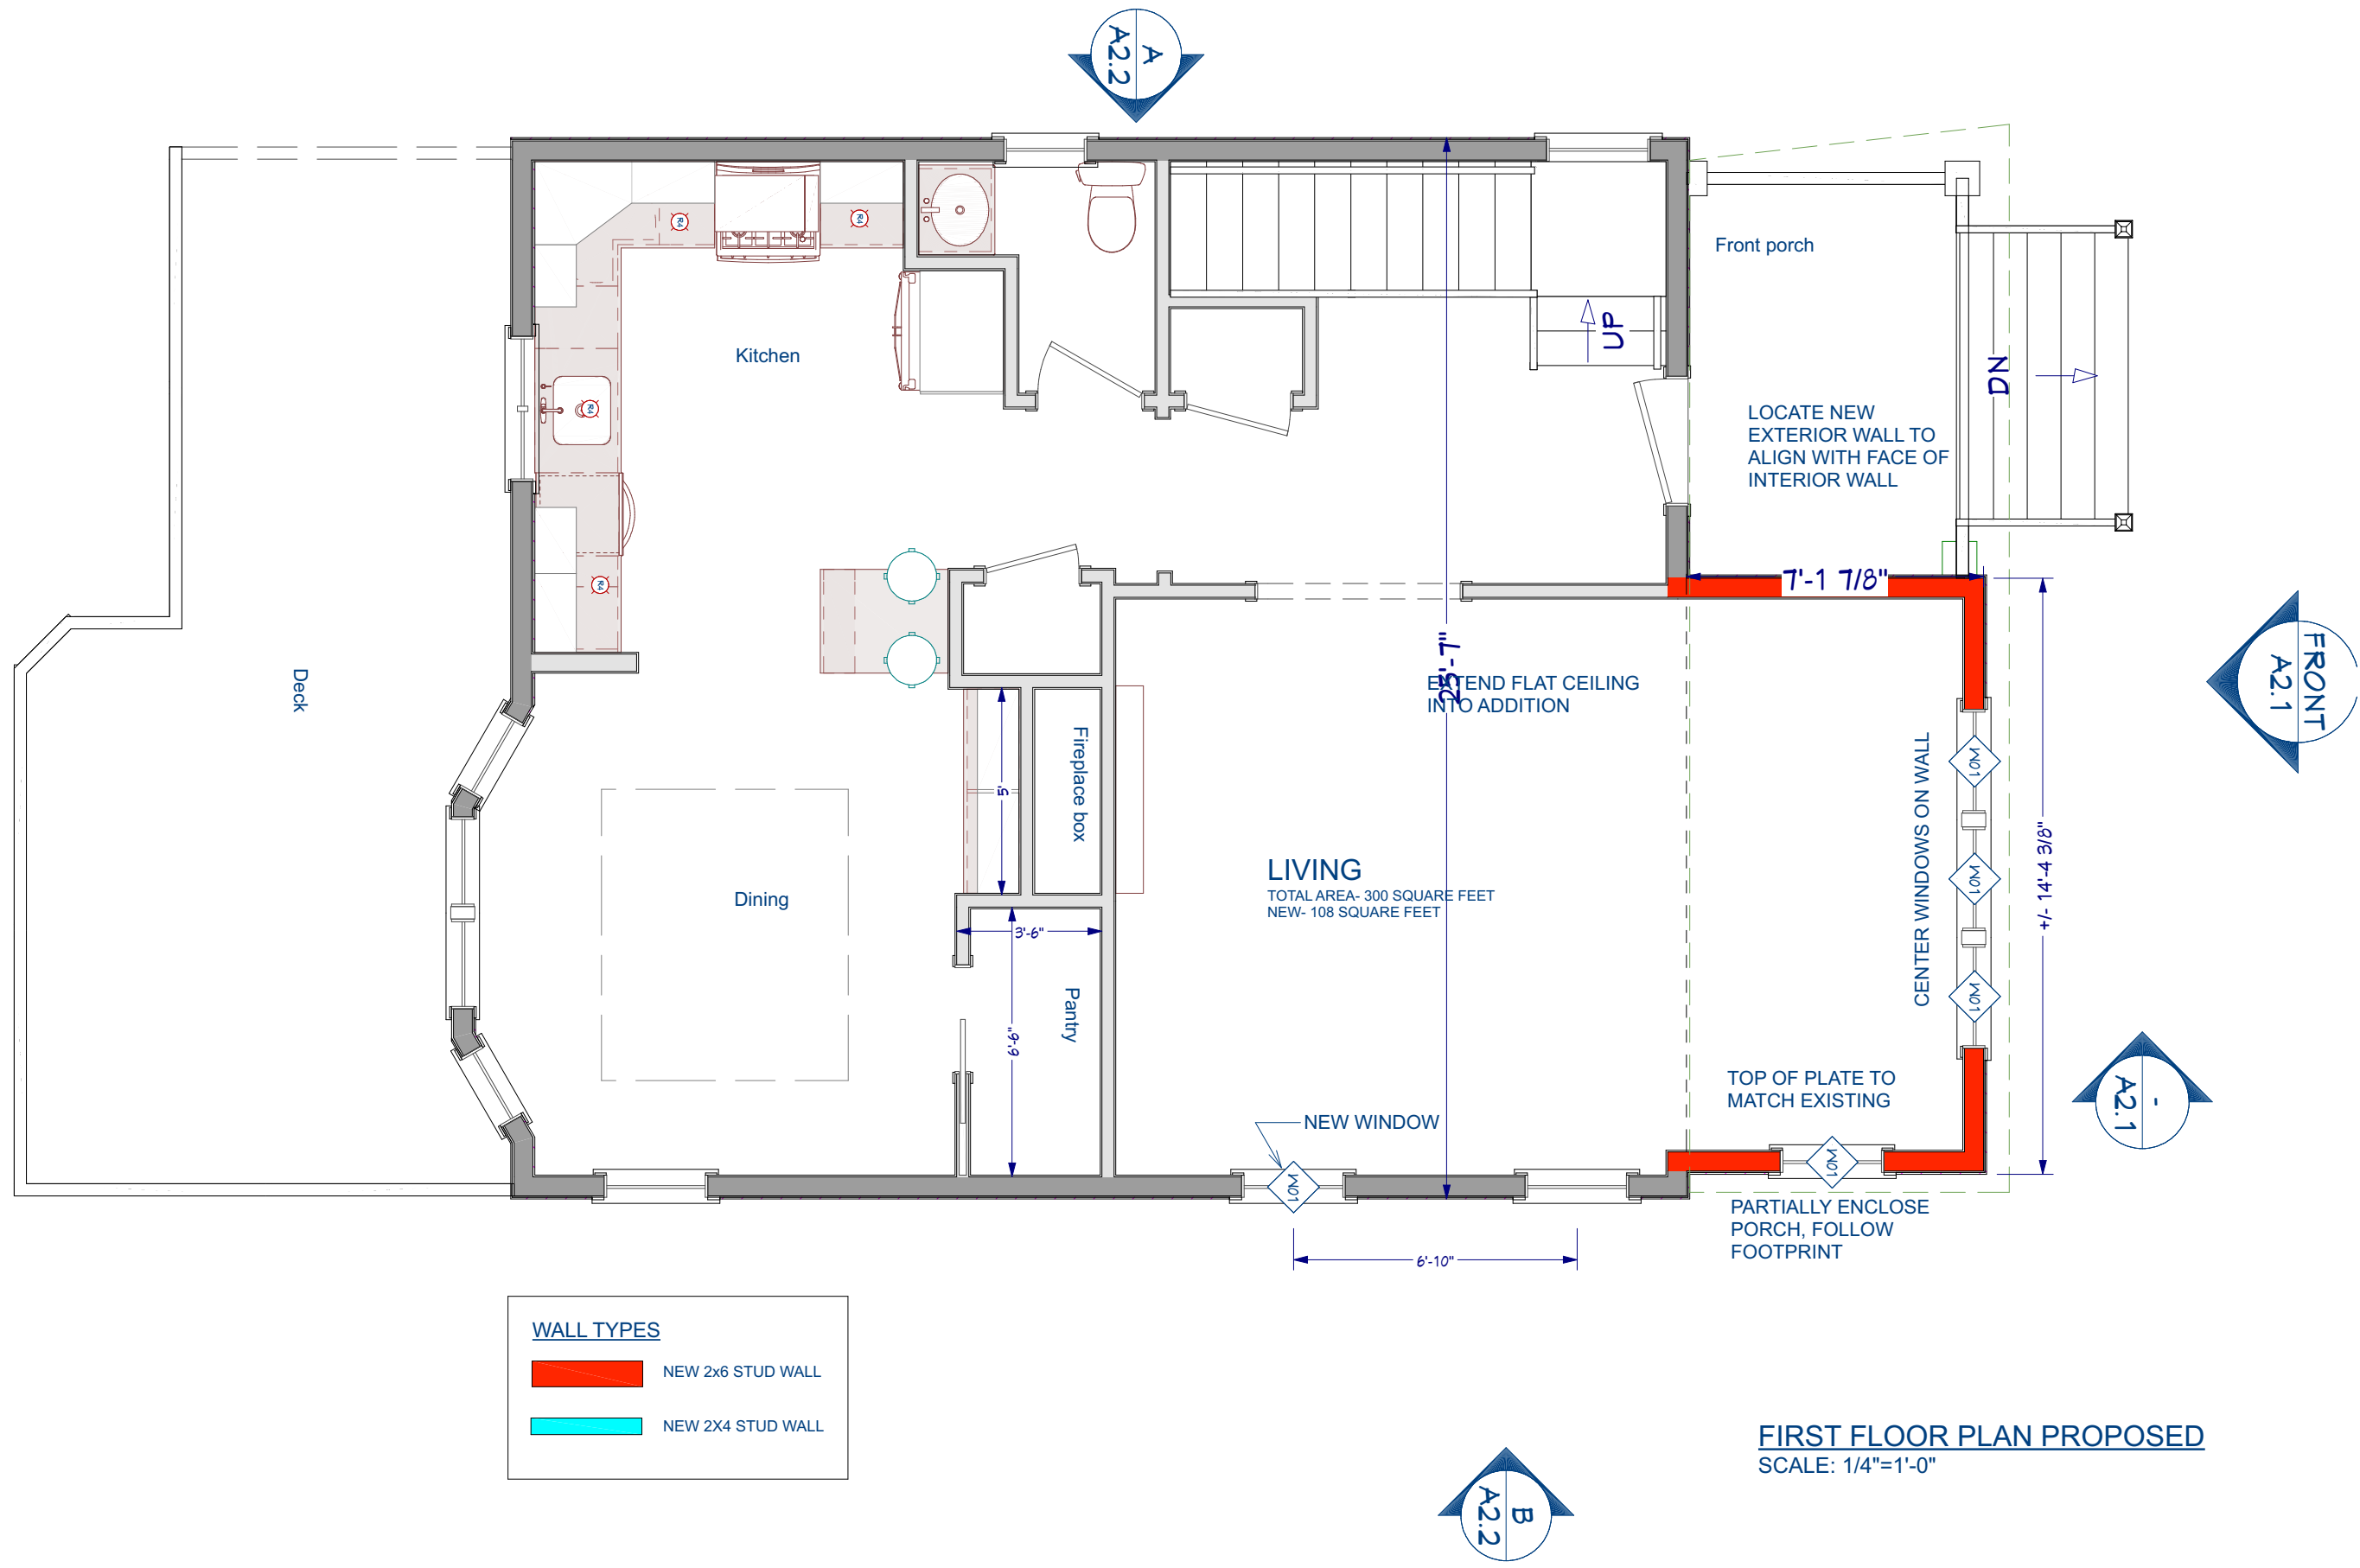 A
A2.2
R4
R4
Front porch
UP
Kitchen
DN
R4
LOCATE NEW
EXTERIOR WALL TO
ALIGN WITH FACE OF
INTERIOR WALL
R4
7'-1 7/8"
25'-7"
EXTEND FLAT CEILING
INTO ADDITION
FRONT
A2.1
Deck
Fireplace box
5'
W01
CENTER WINDOWS ON WALL
LIVING
TOTAL AREA- 300 SQUARE FEET
NEW- 108 SQUARE FEET
W01
+/- 14'-4 3/8"
Dining
3'-6"
W01
Pantry
6'-6"
TOP OF PLATE TO
MATCH EXISTING
-
A2.1
NEW WINDOW
W01
W01
PARTIALLY ENCLOSE
PORCH, FOLLOW
FOOTPRINT
6'-10"
WALL TYPES
NEW 2x6 STUD WALL
NEW 2X4 STUD WALL
FIRST FLOOR PLAN PROPOSED
SCALE: 1/4"=1'-0"
B
A2.2